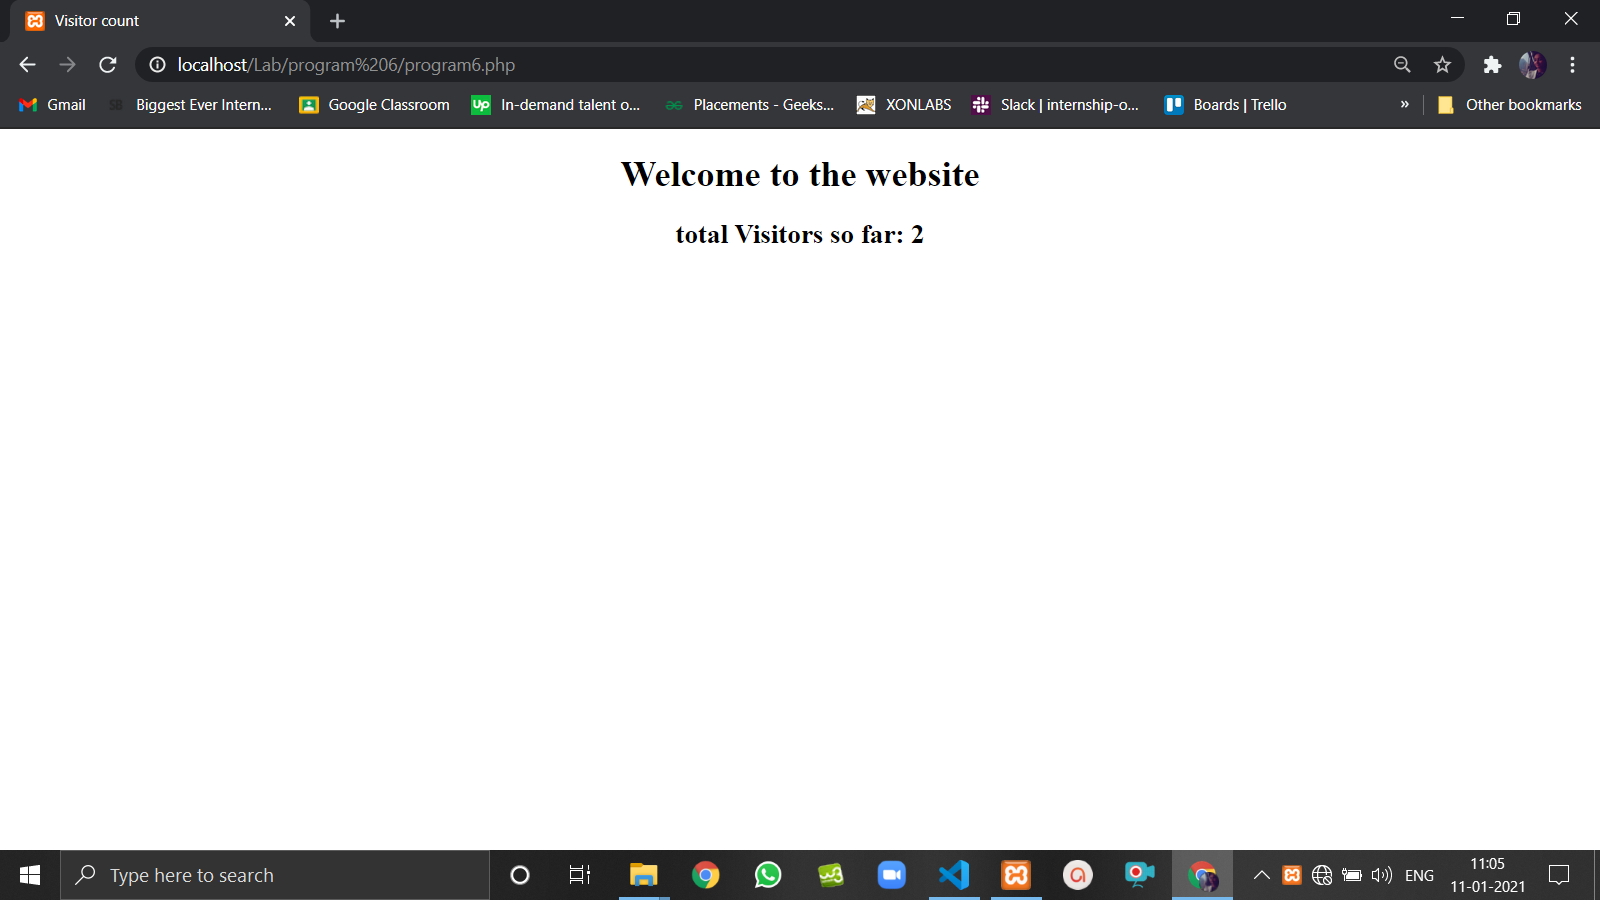 Visitor count
localhost/Lab/program%206/program6.php
Gmail SB Biggest Ever Intern... Google Classroom Up In-demand talent o... Placements - Geeks... XONLABS Slack | internship-o... Boards | Trello » Other bookmarks
Welcome to the website
total Visitors so far: 2
Type here to search
ENG
11:05
11-01-2021